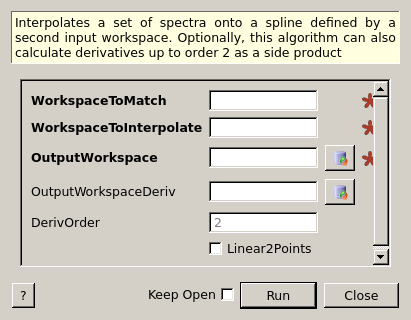 Interpolates a set of spectra onto a spline defined by a
second input workspace. Optionally, this algorithm can also
calculate derivatives up to order 2 as a side product
WorkspaceToMatch
WorkspaceToInterpolate
OutputWorkspace
OutputWorkspaceDeriv
DerivOrder 2
Linear2Points
? Keep Open Run Close